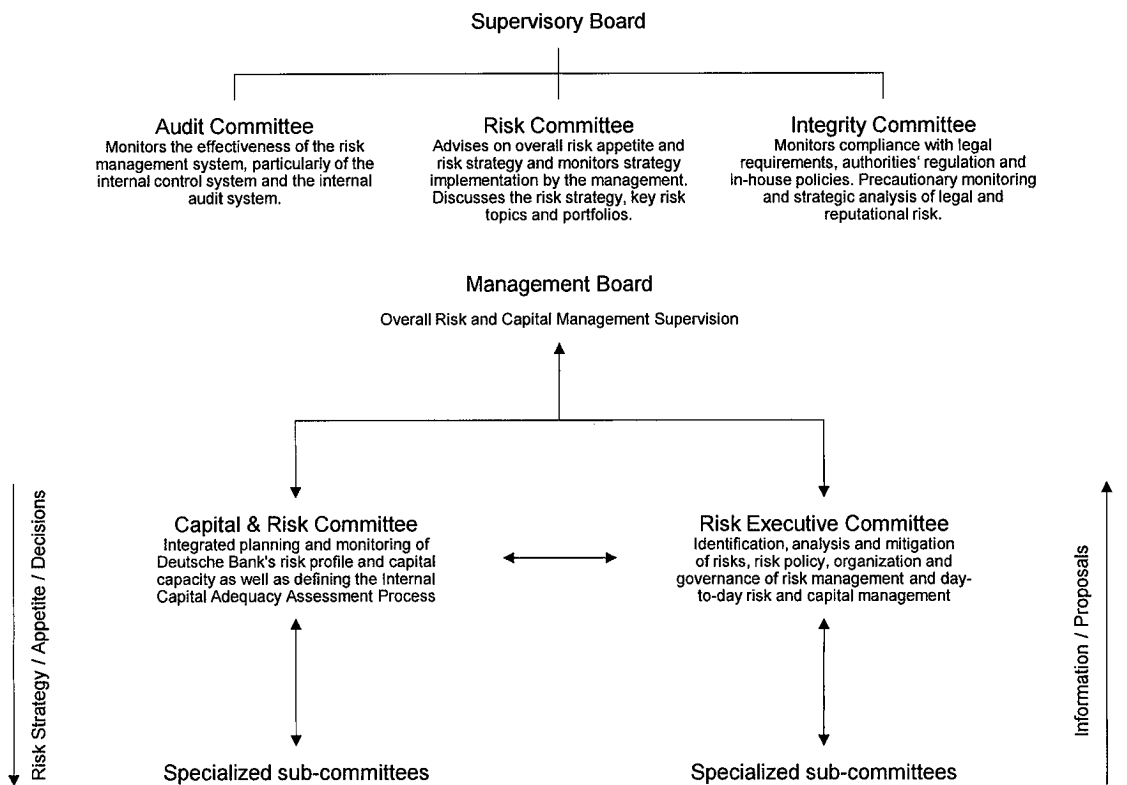 Supervisory Board
Audit Committee
Monitors the effectiveness of the risk
management system, particularly of the
internal control system and the internal
audit system.
Risk Committee
Advises on overall risk appetite and
risk strategy and monitors strategy
implementation by the management.
Discusses the risk strategy, key risk
topics and portfolios.
Integrity Committee
Monitors compliance with legal
requirements, authorities' regulation and
in-house policies. Precautionary monitoring
and strategic analysis of legal and
reputational risk.
Management Board
Overall Risk and Capital Management Supervision
Risk Strategy / Appetite / Decisions
Capital & Risk Committee
Integrated planning and monitoring of
Deutsche Bank's risk profile and capital
capacity as well as defining the Internal
Capital Adequacy Assessment Process
Risk Executive Committee
Identification, analysis and mitigation
of risks, risk policy, organization and
governance of risk management and day-
to-day risk and capital management
Information / Proposals
Specialized sub-committees
Specialized sub-committees